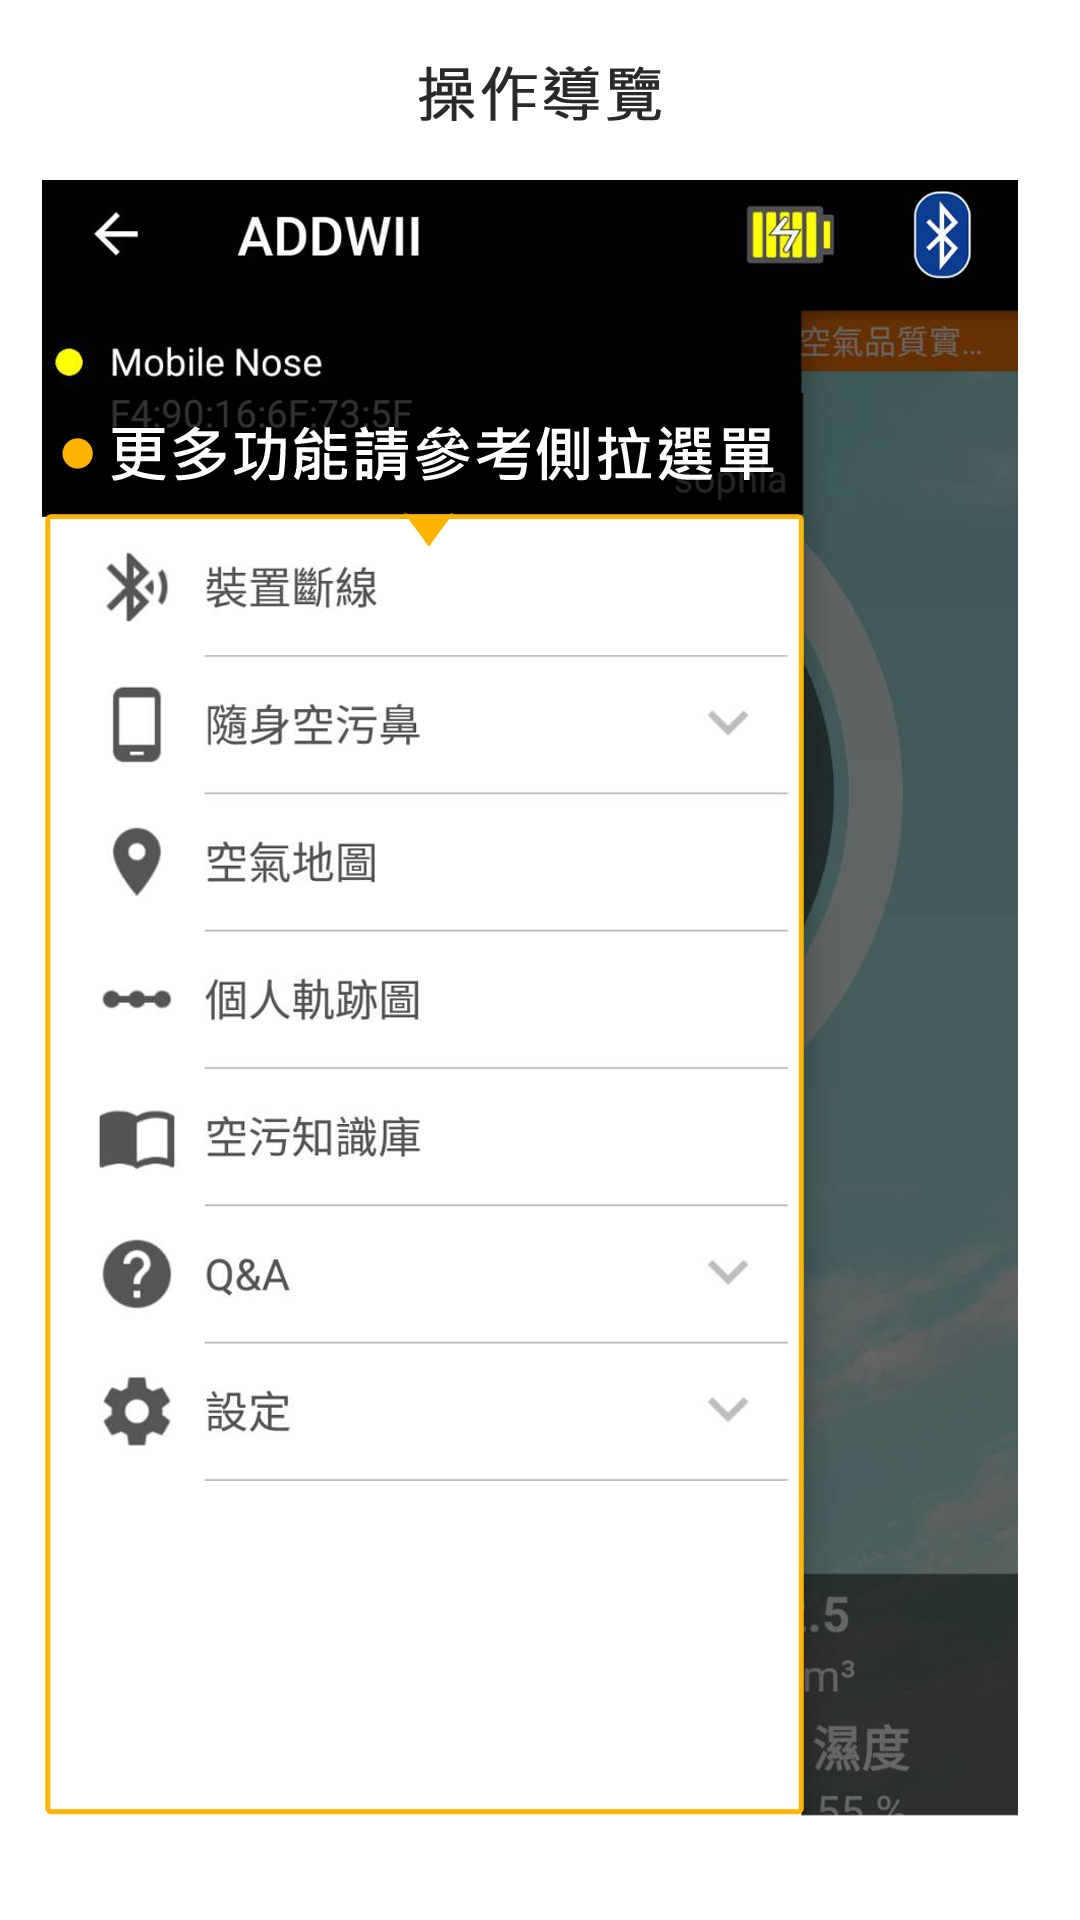 操作導覽
ADDWII
空氣品質實...
Mobile Nose
F4:90:16:6F:73:5F
更多功能請參考側拉選單
sophia
裝置斷線
隨身空污鼻
空氣地圖
個人軌跡圖
空污知識庫
Q&A
設定
.5
m³
濕度
55 %